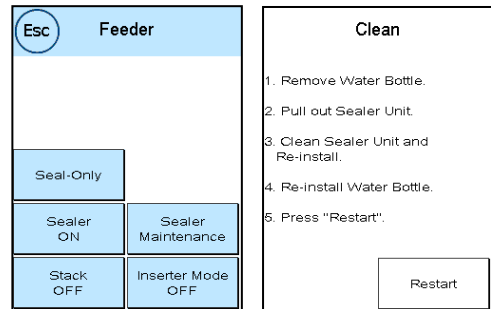 Esc
Feeder
Seal-Only
Sealer
ON
Sealer
Maintenance
Stack
OFF
Inserter Mode
OFF
Clean
1. Remove Water Bottle.
2. Pull out Sealer Unit.
3. Clean Sealer Unit and
Re-install.
4. Re-install Water Bottle.
5. Press "Restart".
Restart